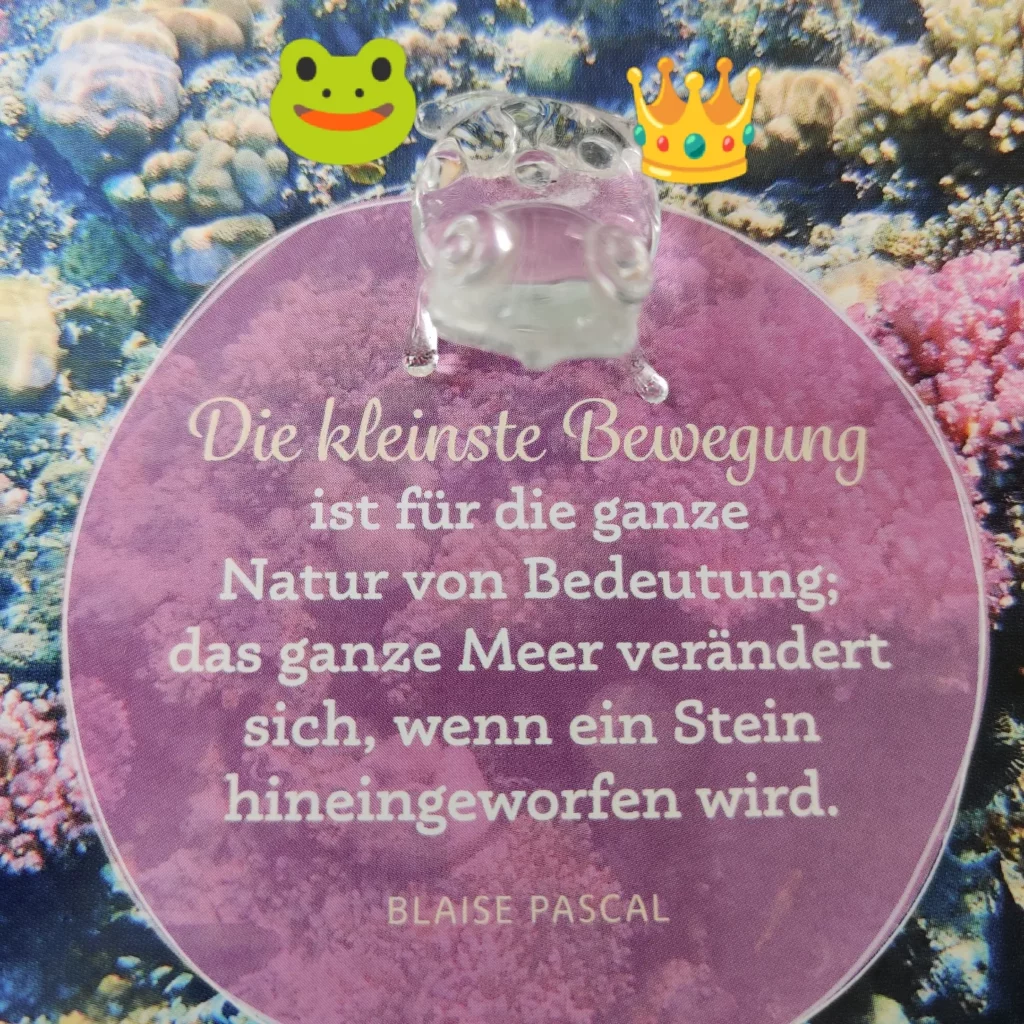 Die kleinste Bewegung
ist für die ganze
Natur von Bedeutung;
das ganze Meer verändert
sich, wenn ein Stein
hineingeworfen wird.
BLAISE PASCAL